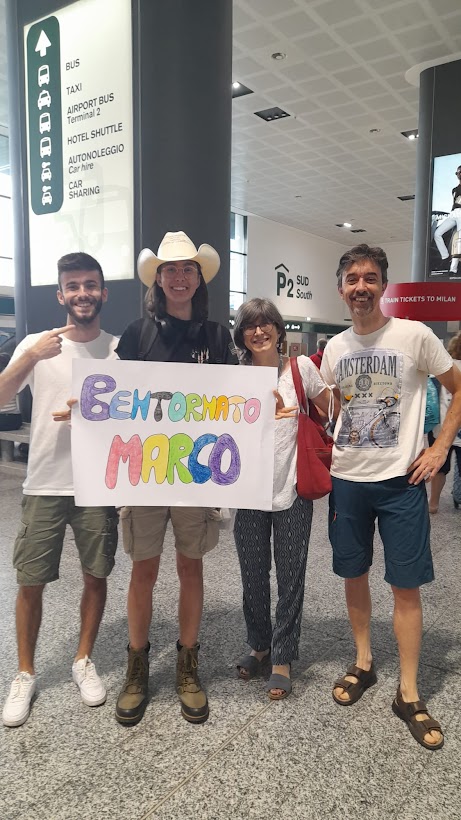 BUS
TAXI
AIRPORT BUS
Terminal 2
HOTEL SHUTTLE
AUTONOLEGGIO
Car hire
CAR
SHARING
P2 SUD
South
TRAIN TICKETS TO MILAN
BENTORNATO
MARCO
AMSTERDAM
XXX